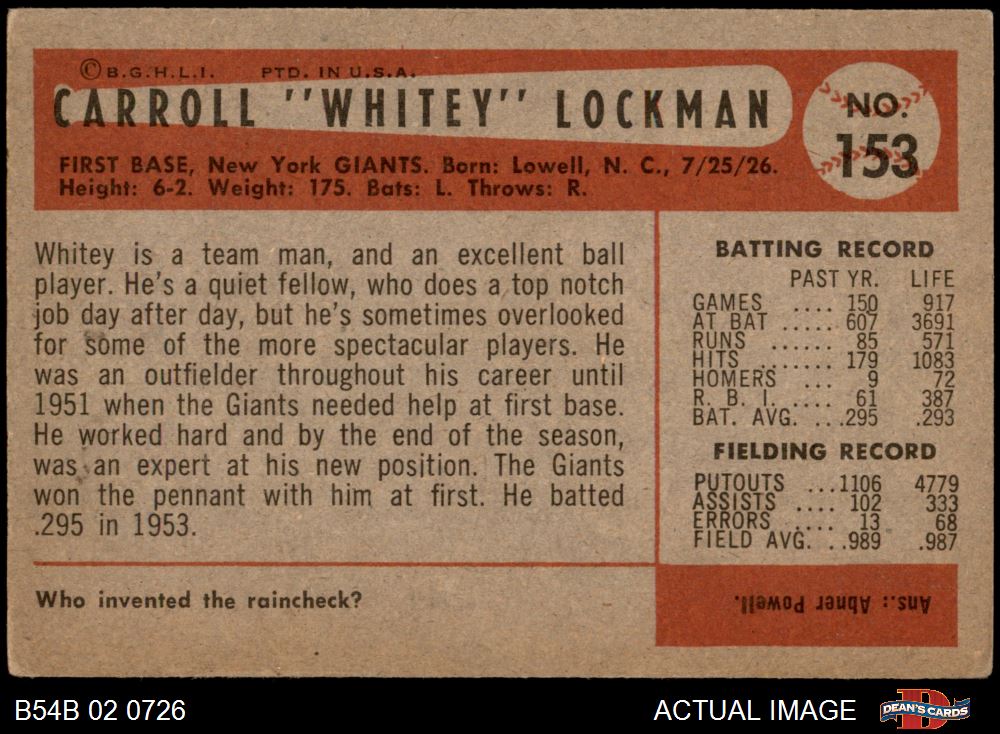 ©B.G.H.L.I. PTD. IN U.S.A.
CARROLL "WHITEY" LOCKMAN
NO.
153
FIRST BASE, New York GIANTS. Born: Lowell, N. C., 7/25/26.
Height: 6-2. Weight: 175. Bats: L. Throws: R.
Whitey is a team man, and an excellent ball
player. He's a quiet fellow, who does a top notch
job day after day, but he's sometimes overlooked
for some of the more spectacular players. He
was an outfielder throughout his career until
1951 when the Giants needed help at first base.
He worked hard and by the end of the season,
was an expert at his new position. The Giants
won the pennant with him at first. He batted
.295 in 1953.
BATTING RECORD
PAST YR. LIFE
GAMES .... 150 917
AT BAT ..... 607 3691
RUNS ...... 85 571
HITS ....... 179 1083
HOMERS ... 9 72
R. B. I. .... 61 387
BAT. AVG. ...295 .293
FIELDING RECORD
PUTOUTS ...1106 4779
ASSISTS .... 102 333
ERRORS .... 13 68
FIELD AVG. ..989 .987
Who invented the raincheck?
Ans.: Abner Powell.
B54B 02 0726
ACTUAL IMAGE
DEAN'S CARDS